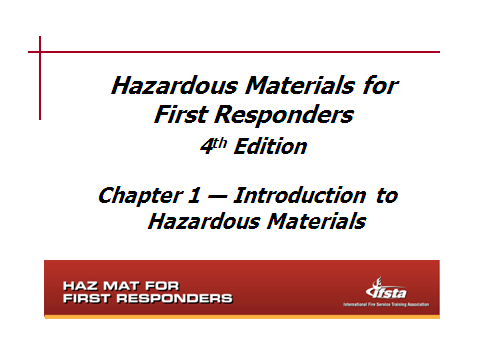 Hazardous Materials for
First Responders
4th Edition
Chapter 1 — Introduction to
Hazardous Materials
HAZ MAT FOR
FIRST RESPONDERS
ifsta
International Fire Service Training Association